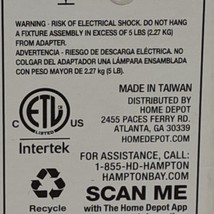 WARNING - RISK OF ELECTRICAL SHOCK. DO NOT HANG
A FIXTURE ASSEMBLY IN EXCESS OF 5 LBS (2.27 KG)
FROM ADAPTER.
ADVERTENCIA - RIESGO DE DESCARGA ELÉCTRICA. NO
COLGAR DEL ADAPTADOR UNA LÁMPARA ENSAMBLADA
CON PESO MAYOR DE 2.27 kg (5 LB).
MADE IN TAIWAN
DISTRIBUTED BY
HOME DEPOT
2455 PACES FERRY RD.
ATLANTA, GA 30339
HOMEDEPOT.COM
C ETL US
LISTED
Intertek
FOR ASSISTANCE, CALL:
1-855-HD-HAMPTON
HAMPTONBAY.COM
SCAN ME
with The Home Depot App
Recycle